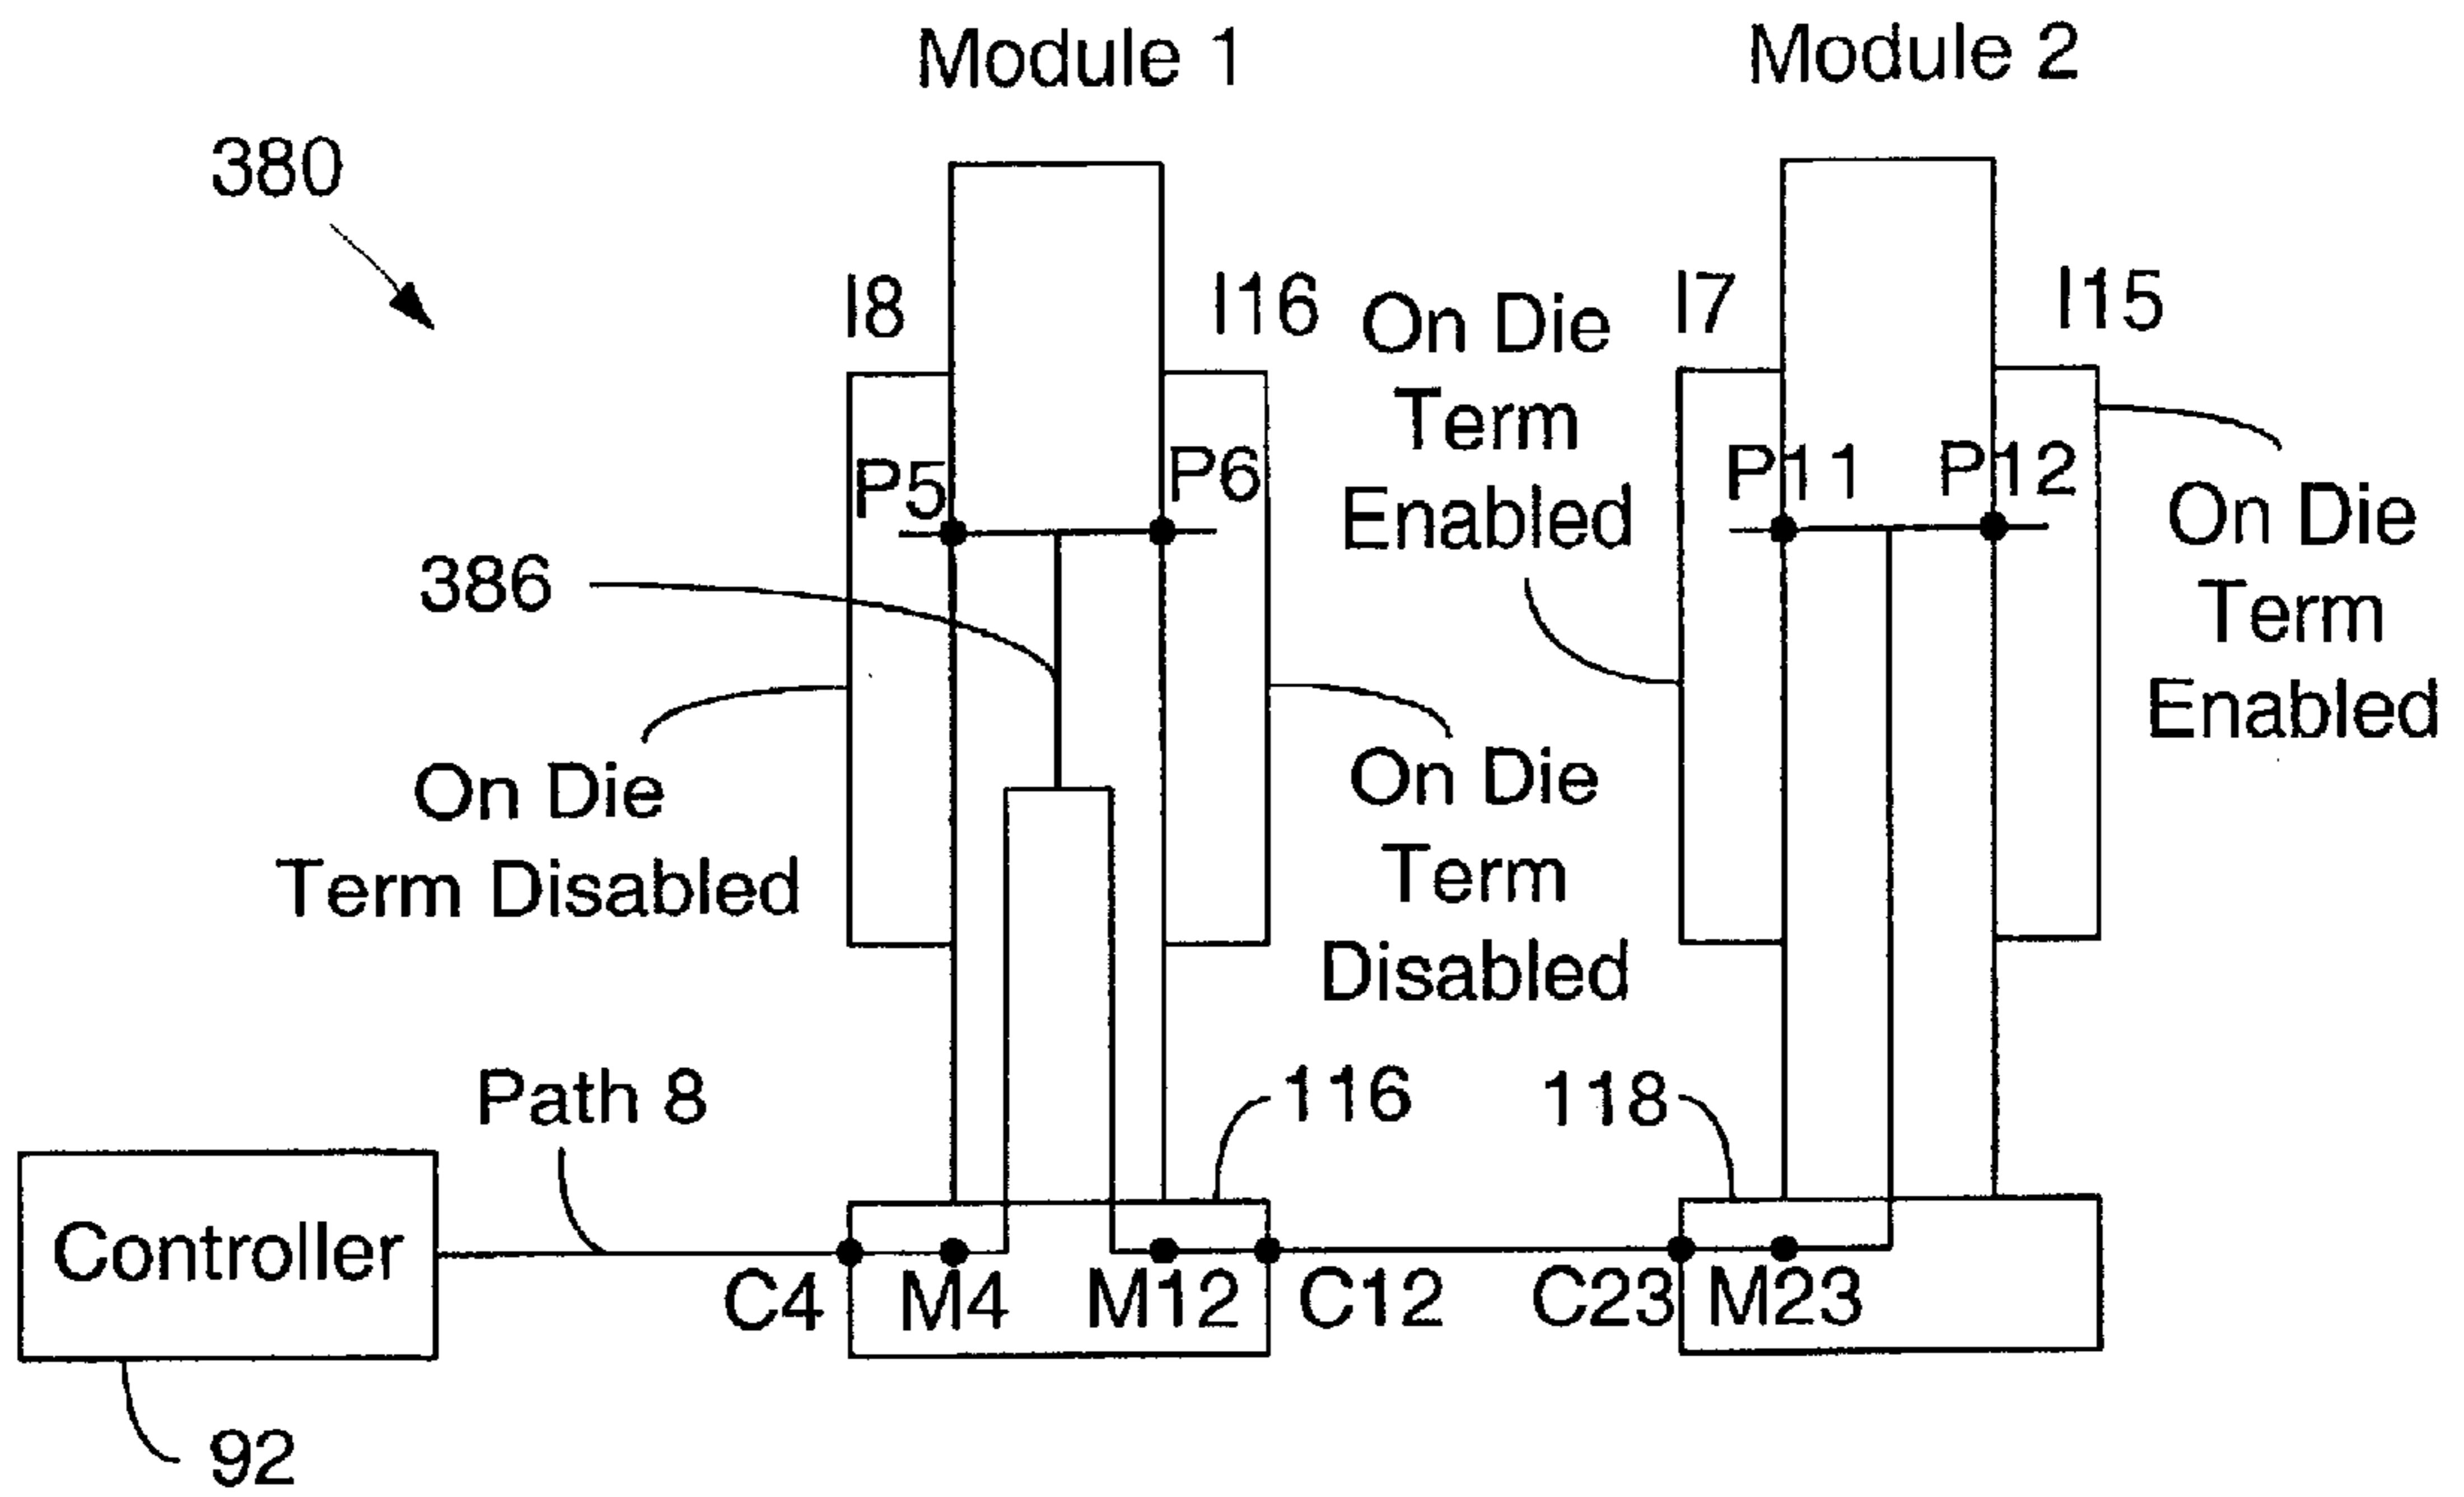 Module 1
Module 2
380
I8
I16
On Die
Term
Enabled
I7
I15
P5
P6
P11
P12
On Die
Term
Enabled
386
On Die
Term Disabled
On Die
Term
Disabled
Path 8
116
118
Controller
C4
M4
M12
C12
C23
M23
92